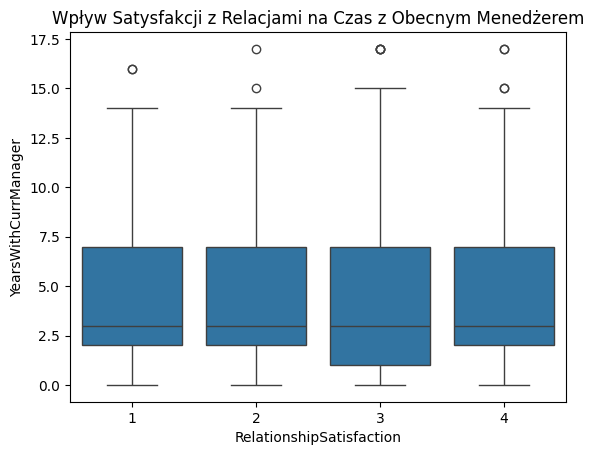 Wpływ Satysfakcji z Relacjami na Czas z Obecnym Menedżerem
17.5
15.0
12.5
10.0
7.5
5.0
2.5
0.0
YearsWithCurrManager
1 2 3 4
RelationshipSatisfaction